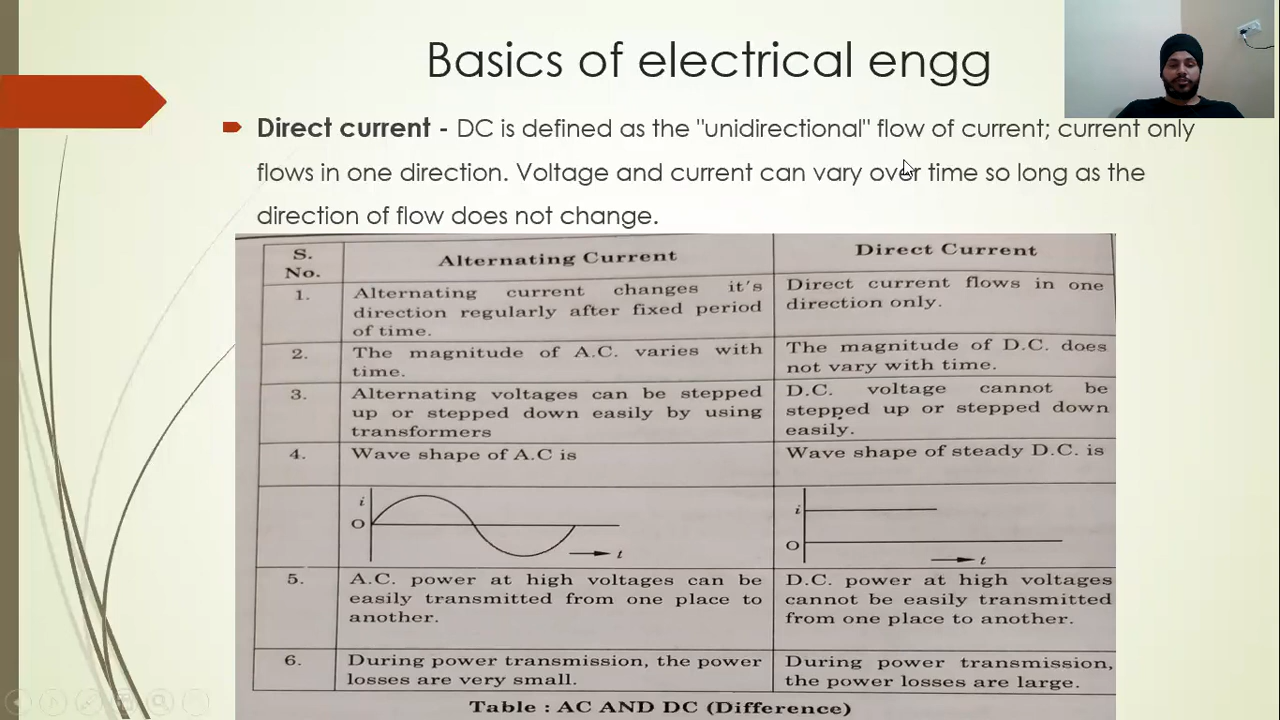 Basics of electrical engg
Direct current - DC is defined as the "unidirectional" flow of current; current only
flows in one direction. Voltage and current can vary over time so long as the
direction of flow does not change.
S.
No.
Alternating Current
Direct Current
1.
Alternating current changes it's
direction regularly after fixed period
of time.
Direct current flows in one
direction only.
2.
The magnitude of A.C. varies with
time.
The magnitude of D.C. does
not vary with time.
3.
Alternating voltages can be stepped
up or stepped down easily by using
transformers
D.C. voltage cannot be
stepped up or stepped down
easily.
4.
Wave shape of A.C is
Wave shape of steady D.C. is
i
O
t
i
O
t
5.
A.C. power at high voltages can be
easily transmitted from one place to
another.
D.C. power at high voltages
cannot be easily transmitted
from one place to another.
6.
During power transmission, the power
losses are very small.
During power transmission,
the power losses are large.
Table : AC AND DC (Difference)